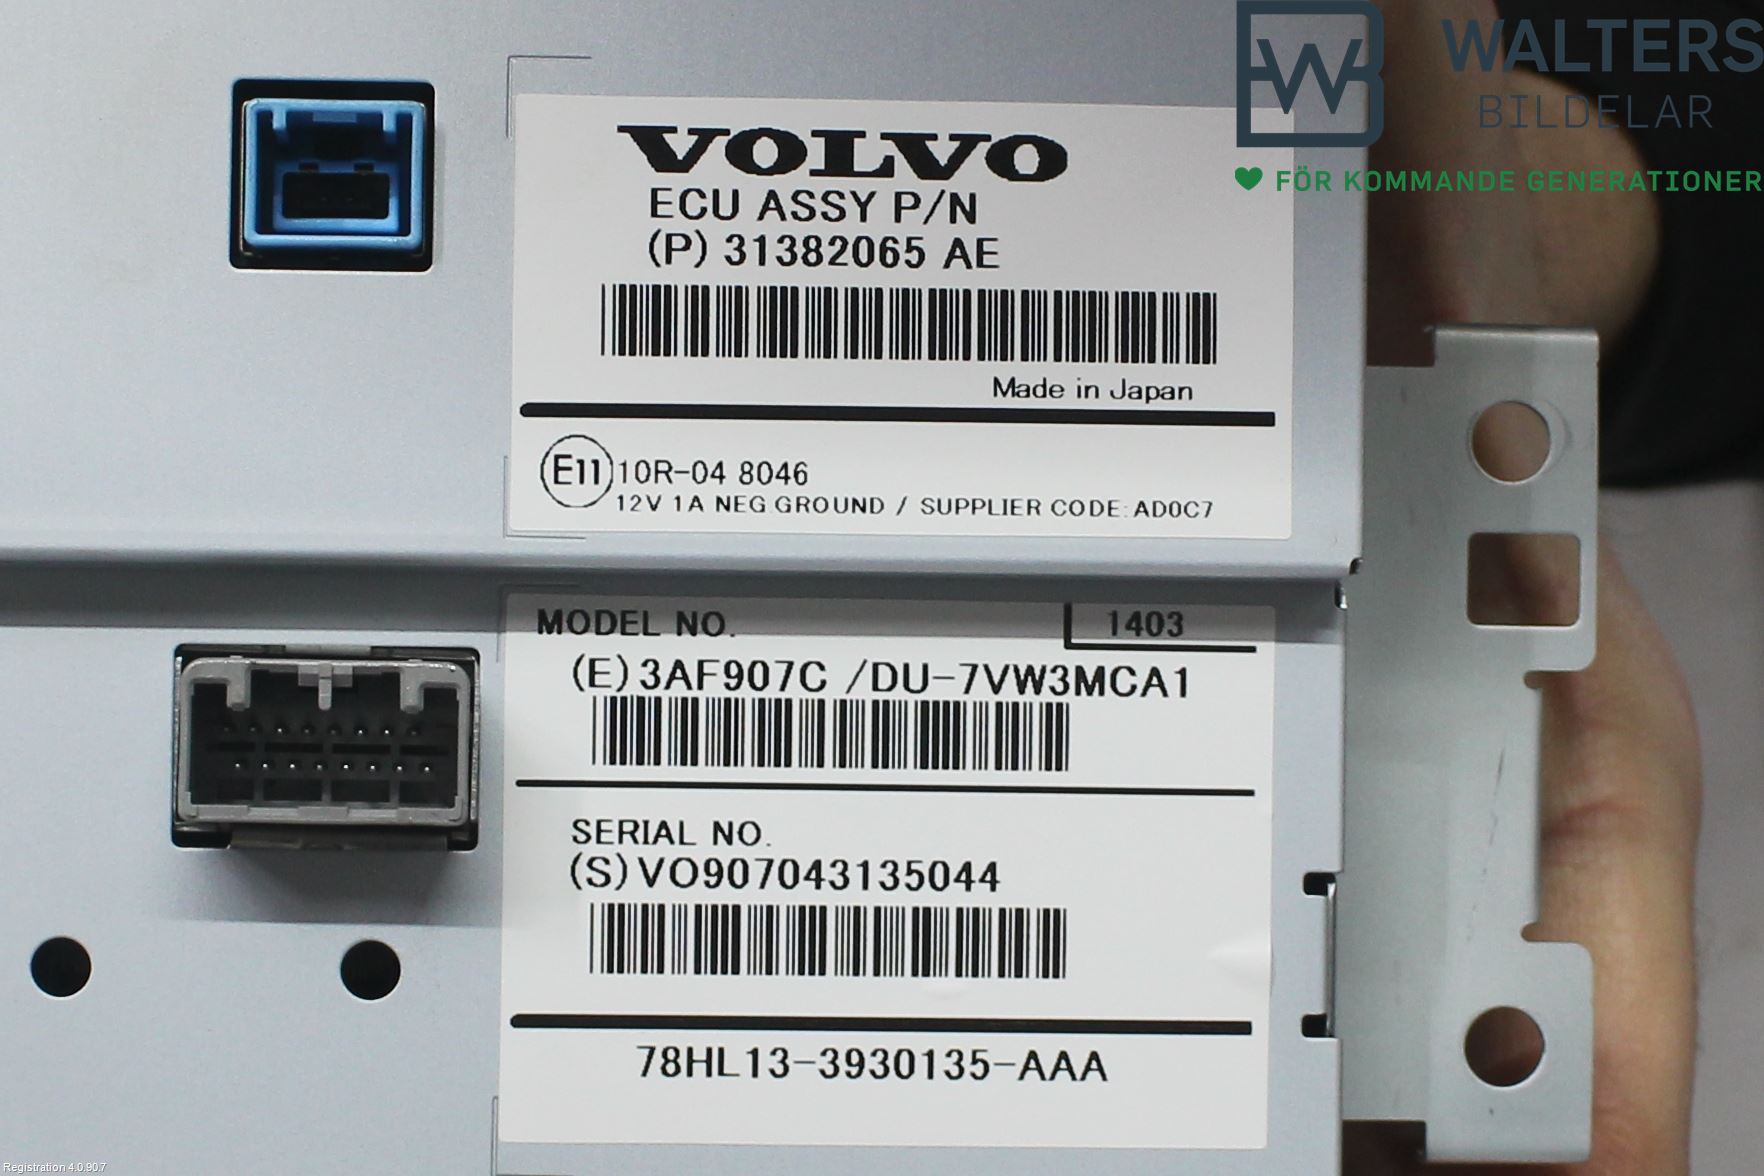 WALTERS
BILDELAR
FÖR KOMMANDE GENERATIONER
VOLVO
ECU ASSY P/N
(P) 31382065 AE
Made in Japan
E11 10R-04 8046
12V 1A NEG.GROUND / SUPPLIER CODE: AD0C7
MODEL NO. 1403
(E) 3AF907C /DU-7VW3MCA1
SERIAL NO.
(S) VO907043135044
78HL13-3930135-AAA
Registration 4.0.90.7